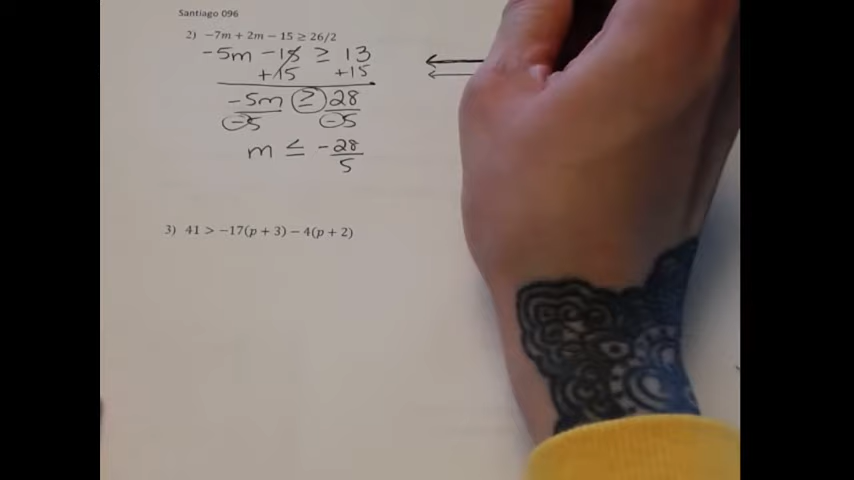 Santiago 096
2) −7m + 2m − 15 ≥ 26/2
-5m -15 ≥ 13
+15 +15
-5m ≥ 28
-5 -5
m ≤ -28
5
3) 41 > −17(p + 3) − 4(p + 2)